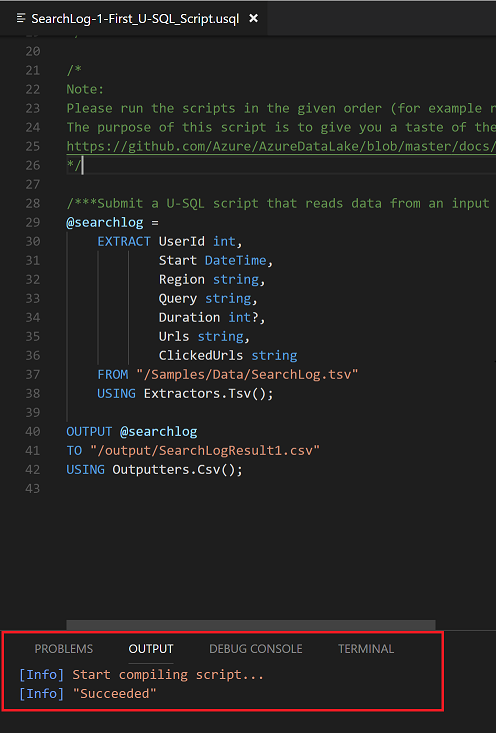 SearchLog-1-First_U-SQL_Script.usql
20
21 /*
22 Note:
23 Please run the scripts in the given order (for example
24 The purpose of this script is to give you a taste of the
25 https://github.com/Azure/AzureDataLake/blob/master/docs/
26 */
27
28 /***Submit a U-SQL script that reads data from an input
29 @searchlog =
30 EXTRACT UserId int,
31 Start DateTime,
32 Region string,
33 Query string,
34 Duration int?,
35 Urls string,
36 ClickedUrls string
37 FROM "/Samples/Data/SearchLog.tsv"
38 USING Extractors.Tsv();
39
40 OUTPUT @searchlog
41 TO "/output/SearchLogResult1.csv"
42 USING Outputters.Csv();
43
PROBLEMS OUTPUT DEBUG CONSOLE TERMINAL
[Info] Start compiling script...
[Info] "Succeeded"